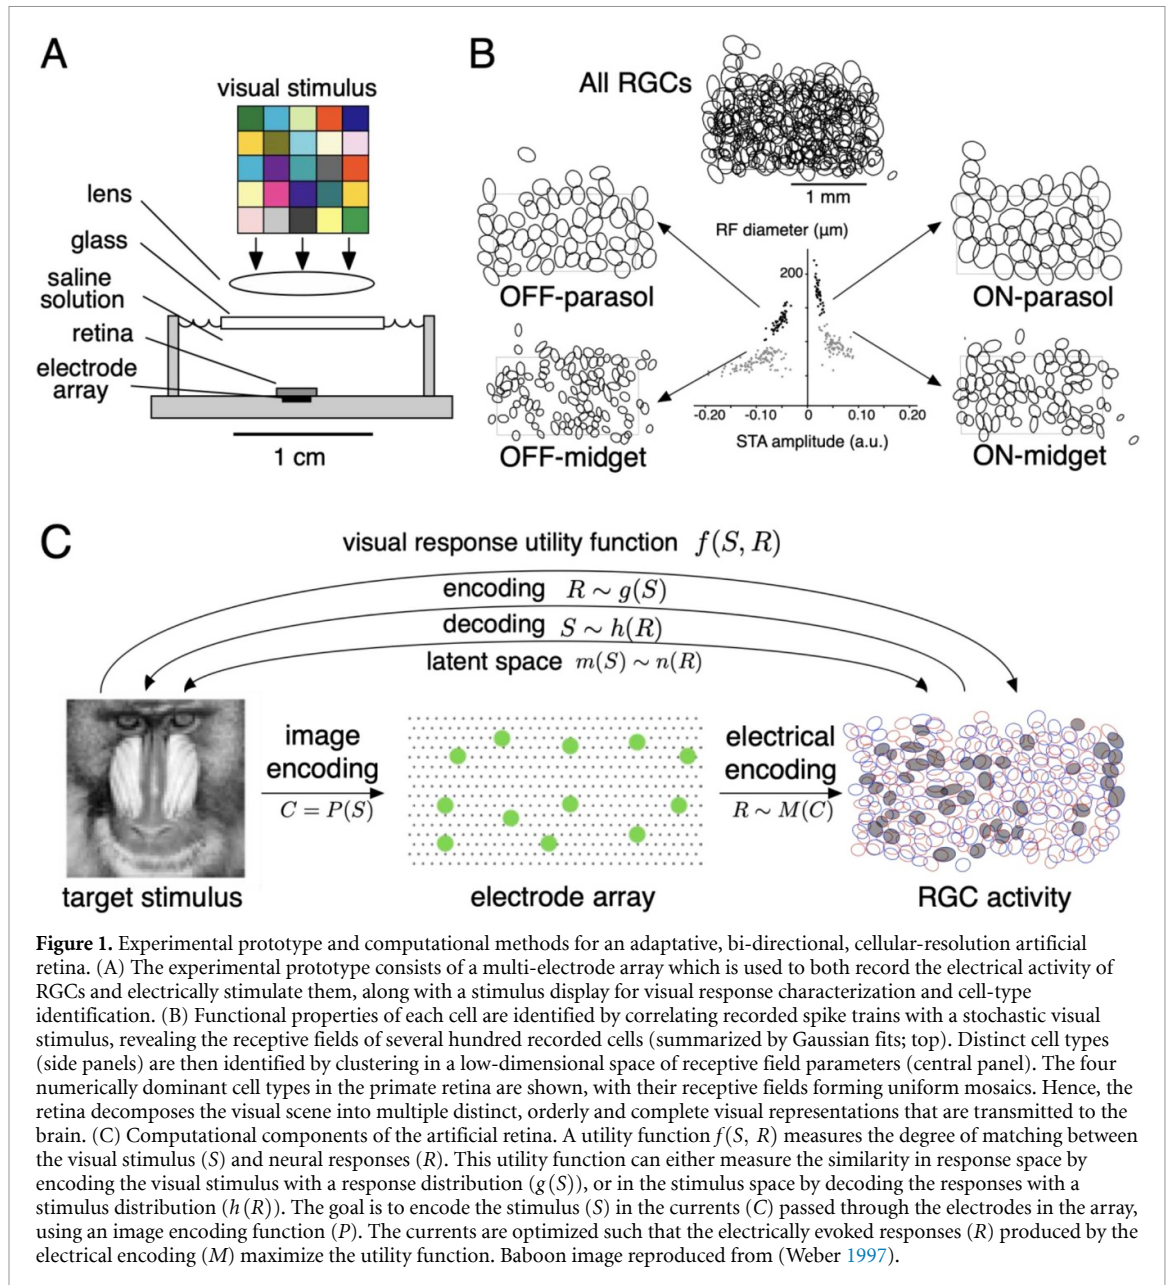 A
visual stimulus
lens
glass
saline
solution
retina
electrode
array
1 cm
B
All RGCs
1 mm
RF diameter (µm)
200
OFF-parasol
ON-parasol
OFF-midget
ON-midget
-0.20 -0.10 0 0.10 0.20
STA amplitude (a.u.)
C
visual response utility function f(S, R)
encoding R ∼ g(S)
decoding S ∼ h(R)
latent space m(S) ∼ n(R)
image
encoding
C = P(S)
electrical
encoding
R ∼ M(C)
target stimulus
electrode array
RGC activity
Figure 1. Experimental prototype and computational methods for an adaptative, bi-directional, cellular-resolution artificial
retina. (A) The experimental prototype consists of a multi-electrode array which is used to both record the electrical activity of
RGCs and electrically stimulate them, along with a stimulus display for visual response characterization and cell-type
identification. (B) Functional properties of each cell are identified by correlating recorded spike trains with a stochastic visual
stimulus, revealing the receptive fields of several hundred recorded cells (summarized by Gaussian fits; top). Distinct cell types
(side panels) are then identified by clustering in a low-dimensional space of receptive field parameters (central panel). The four
numerically dominant cell types in the primate retina are shown, with their receptive fields forming uniform mosaics. Hence, the
retina decomposes the visual scene into multiple distinct, orderly and complete visual representations that are transmitted to the
brain. (C) Computational components of the artificial retina. A utility function f(S, R) measures the degree of matching between
the visual stimulus (S) and neural responses (R). This utility function can either measure the similarity in response space by
encoding the visual stimulus with a response distribution (g(S)), or in the stimulus space by decoding the responses with a
stimulus distribution (h(R)). The goal is to encode the stimulus (S) in the currents (C) passed through the electrodes in the array,
using an image encoding function (P). The currents are optimized such that the electrically evoked responses (R) produced by the
electrical encoding (M) maximize the utility function. Baboon image reproduced from (Weber 1997).